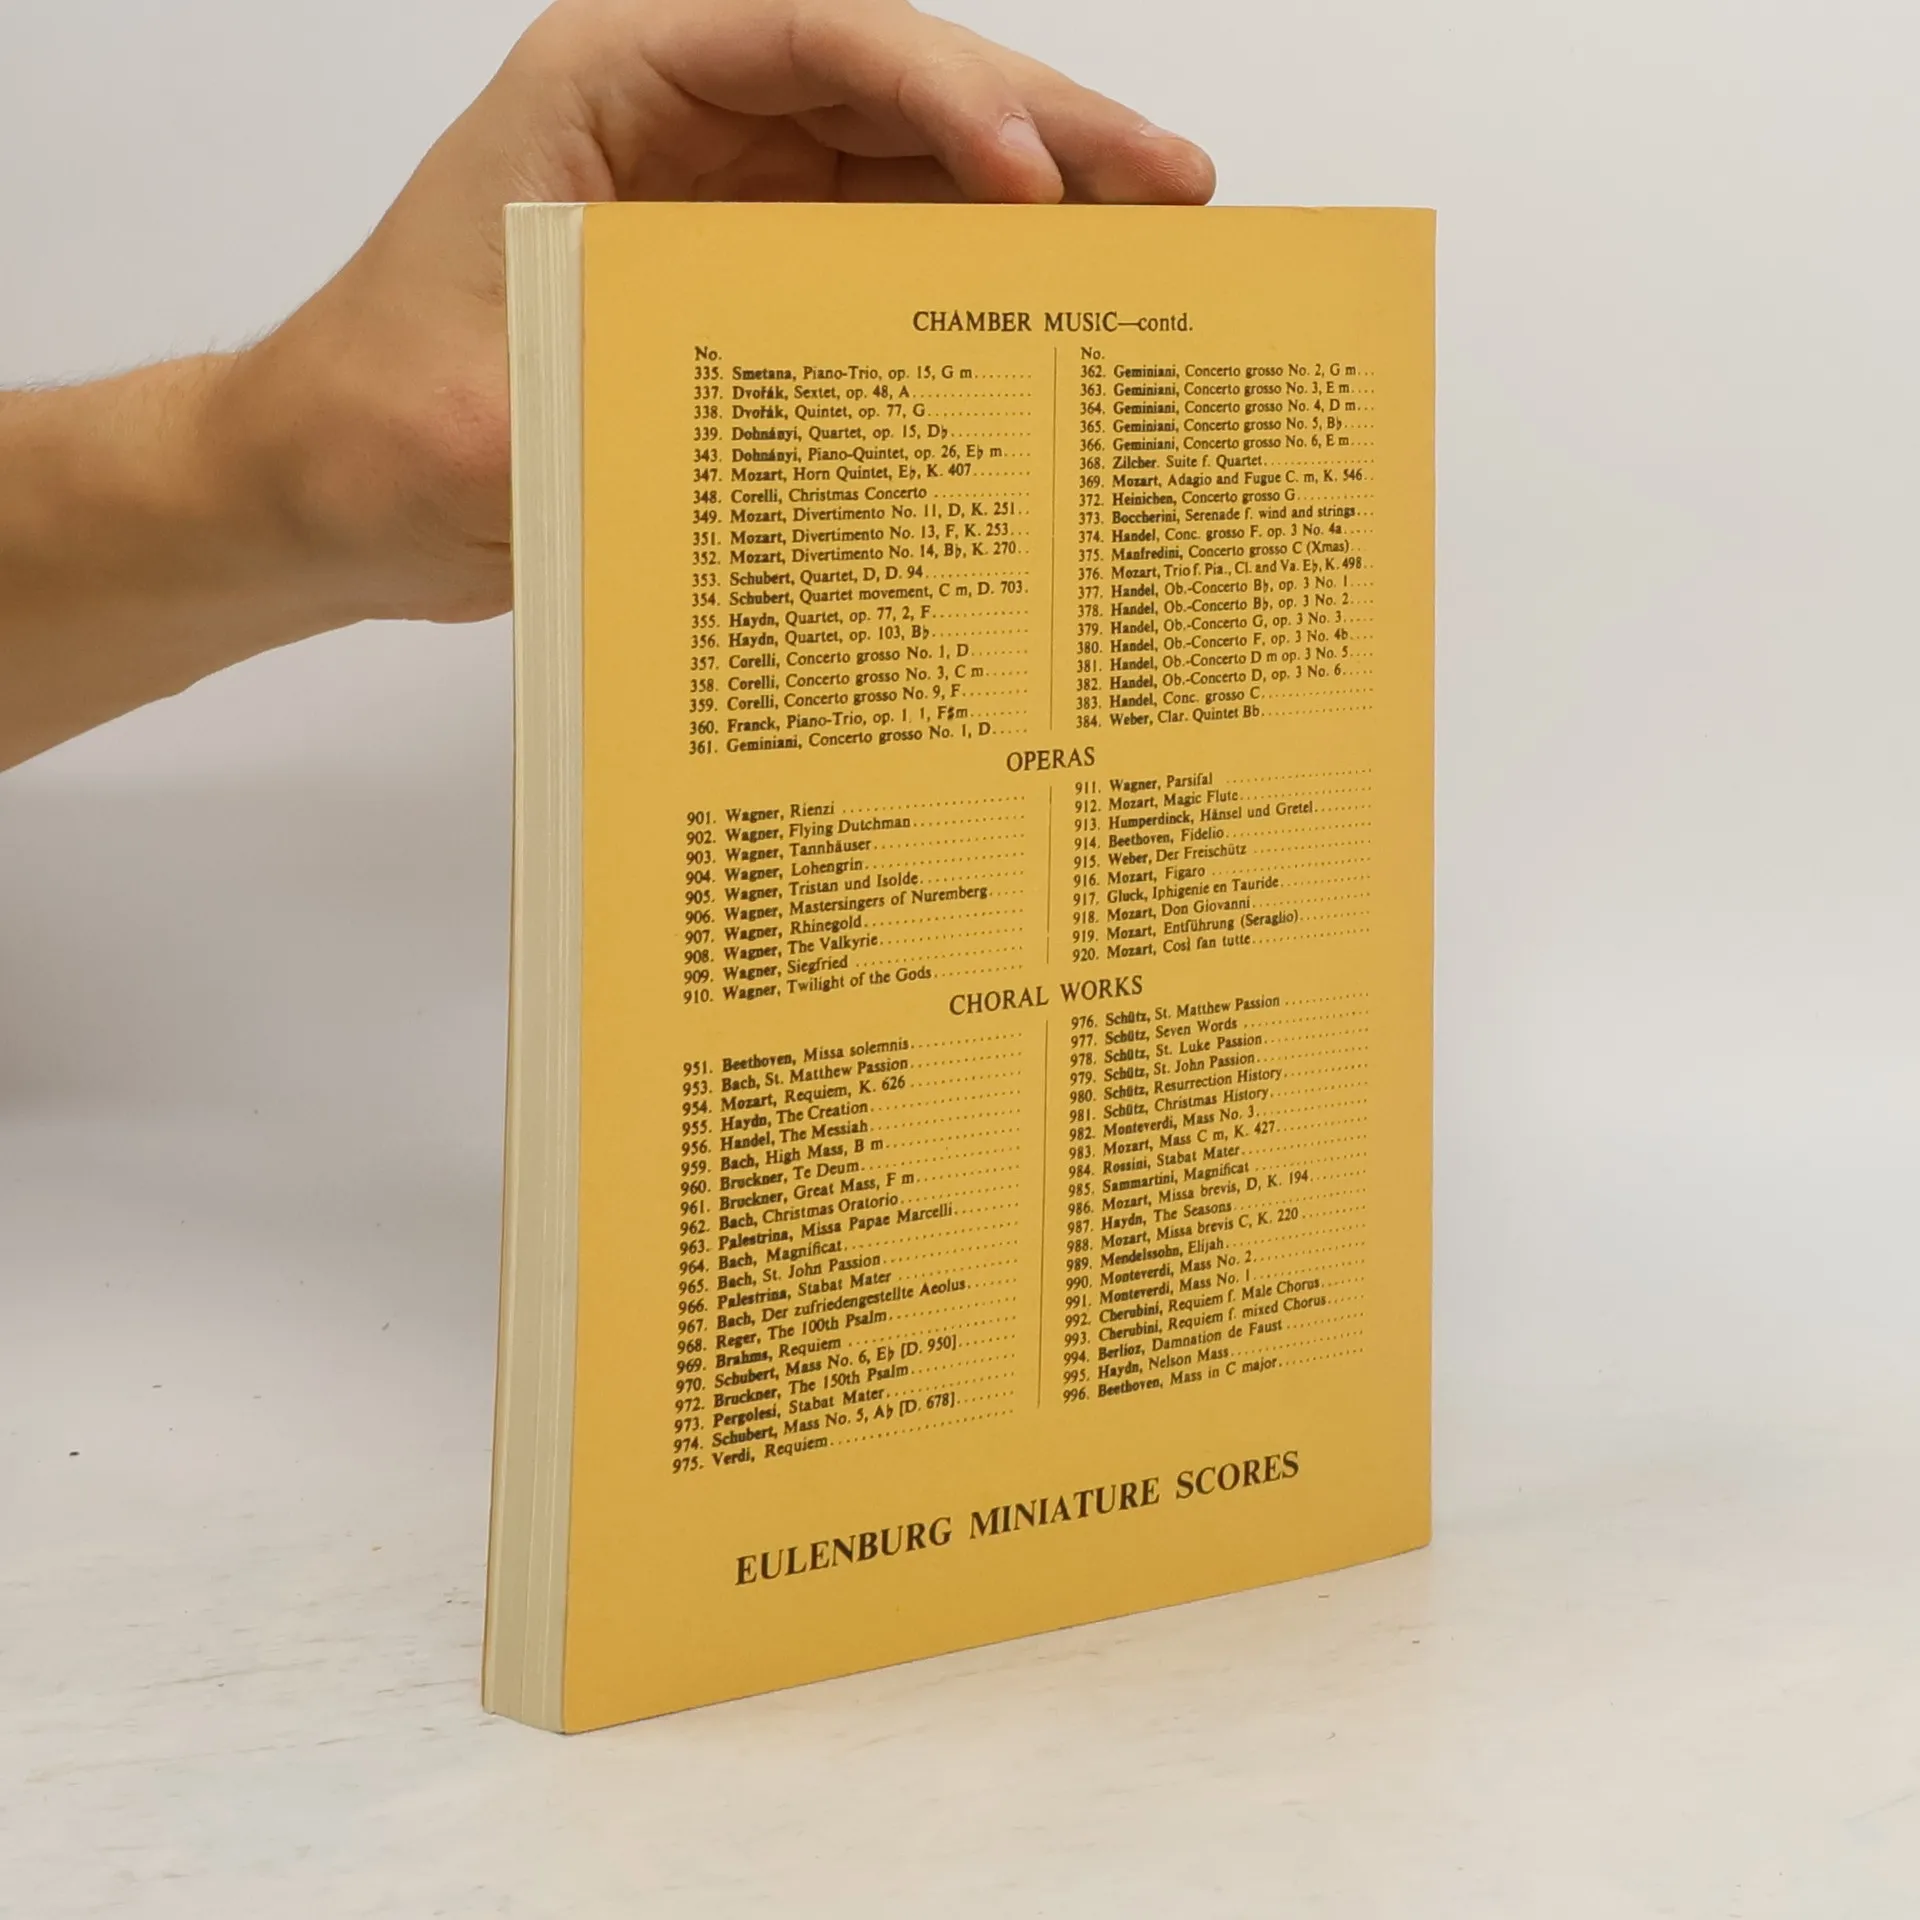 CHAMBER MUSIC—contd.
No.
335. Smetana, Piano-Trio, op. 15, G m........
337. Dvořák, Sextet, op. 48, A................
338. Dvořák, Quintet, op. 77, G..............
339. Dohnányi, Quartet, op. 15, D♭...........
343. Dohnányi, Piano-Quintet, op. 26, E♭ m....
347. Mozart, Horn Quintet, E♭, K. 407........
348. Corelli, Christmas Concerto .............
349. Mozart, Divertimento No. 11, D, K. 251..
351. Mozart, Divertimento No. 13, F, K. 253...
352. Mozart, Divertimento No. 14, B♭, K. 270..
353. Schubert, Quartet, D, D. 94..............
354. Schubert, Quartet movement, C m, D. 703.
355. Haydn, Quartet, op. 77, 2, F.............
356. Haydn, Quartet, op. 103, B♭.............
357. Corelli, Concerto grosso No. 1, D........
358. Corelli, Concerto grosso No. 3, C m......
359. Corelli, Concerto grosso No. 9, F.........
360. Franck, Piano-Trio, op. 1, 1, F♯m........
361. Geminiani, Concerto grosso No. 1, D.....
No.
362. Geminiani, Concerto grosso No. 2, G m...
363. Geminiani, Concerto grosso No. 3, E m....
364. Geminiani, Concerto grosso No. 4, D m...
365. Geminiani, Concerto grosso No. 5, B♭.....
366. Geminiani, Concerto grosso No. 6, E m....
368. Zilcher. Suite f. Quartet................
369. Mozart, Adagio and Fugue C. m, K. 546..
372. Heinichen, Concerto grosso G...........
373. Boccherini, Serenade f. wind and strings...
374. Handel, Conc. grosso F. op. 3 No. 4a.....
375. Manfredini, Concerto grosso C (Xmas)...
376. Mozart, Trio f. Pia., Cl. and Va. E♭, K. 498..
377. Handel, Ob.-Concerto B♭, op. 3 No. 1....
378. Handel, Ob.-Concerto B♭, op. 3 No. 2....
379. Handel, Ob.-Concerto G, op. 3 No. 3.....
380. Handel, Ob.-Concerto F, op. 3 No. 4b....
381. Handel, Ob.-Concerto D m op. 3 No. 5....
382. Handel, Ob.-Concerto D, op. 3 No. 6.....
383. Handel, Conc. grosso C................
384. Weber, Clar. Quintet Bb................
OPERAS
901. Wagner, Rienzi ..........................
902. Wagner, Flying Dutchman................
903. Wagner, Tannhäuser.....................
904. Wagner, Lohengrin......................
905. Wagner, Tristan und Isolde...............
906. Wagner, Mastersingers of Nuremberg.....
907. Wagner, Rhinegold.......................
908. Wagner, The Valkyrie....................
909. Wagner, Siegfried .......................
910. Wagner, Twilight of the Gods.............
911. Wagner, Parsifal .....................
912. Mozart, Magic Flute...................
913. Humperdinck, Hänsel und Gretel.........
914. Beethoven, Fidelio.....................
915. Weber, Der Freischütz .................
916. Mozart, Figaro .......................
917. Gluck, Iphigenie en Tauride.............
918. Mozart, Don Giovanni.................
919. Mozart, Entführung (Seraglio)...........
920. Mozart, Così fan tutte.................
CHORAL WORKS
951. Beethoven, Missa solemnis...............
953. Bach, St. Matthew Passion...............
954. Mozart, Requiem, K. 626 ...............
955. Haydn, The Creation....................
956. Handel, The Messiah....................
959. Bach, High Mass, B m...................
960. Bruckner, Te Deum.....................
961. Bruckner, Great Mass, F m..............
962. Bach, Christmas Oratorio................
963. Palestrina, Missa Papae Marcelli.........
964. Bach, Magnificat.......................
965. Bach, St. John Passion..................
966. Palestrina, Stabat Mater ................
967. Bach, Der zufriedengestellte Aeolus.......
968. Reger, The 100th Psalm.................
969. Brahms, Requiem ......................
970. Schubert, Mass No. 6, E♭ [D. 950]........
972. Bruckner, The 150th Psalm..............
973. Pergolesi, Stabat Mater.................
974. Schubert, Mass No. 5, A♭ [D. 678]........
975. Verdi, Requiem.........................
976. Schütz, St. Matthew Passion ............
977. Schütz, Seven Words ..................
978. Schütz, St. Luke Passion................
979. Schütz, St. John Passion................
980. Schütz, Resurrection History............
981. Schütz, Christmas History..............
982. Monteverdi, Mass No. 3................
983. Mozart, Mass C m, K. 427..............
984. Rossini, Stabat Mater..................
985. Sammartini, Magnificat ................
986. Mozart, Missa brevis, D, K. 194.........
987. Haydn, The Seasons...................
988. Mozart, Missa brevis C, K. 220..........
989. Mendelssohn, Elijah....................
990. Monteverdi, Mass No. 2................
991. Monteverdi, Mass No. 1................
992. Cherubini, Requiem f. Male Chorus.......
993. Cherubini, Requiem f. mixed Chorus......
994. Berlioz, Damnation de Faust ............
995. Haydn, Nelson Mass...................
996. Beethoven, Mass in C major.............
EULENBURG MINIATURE SCORES